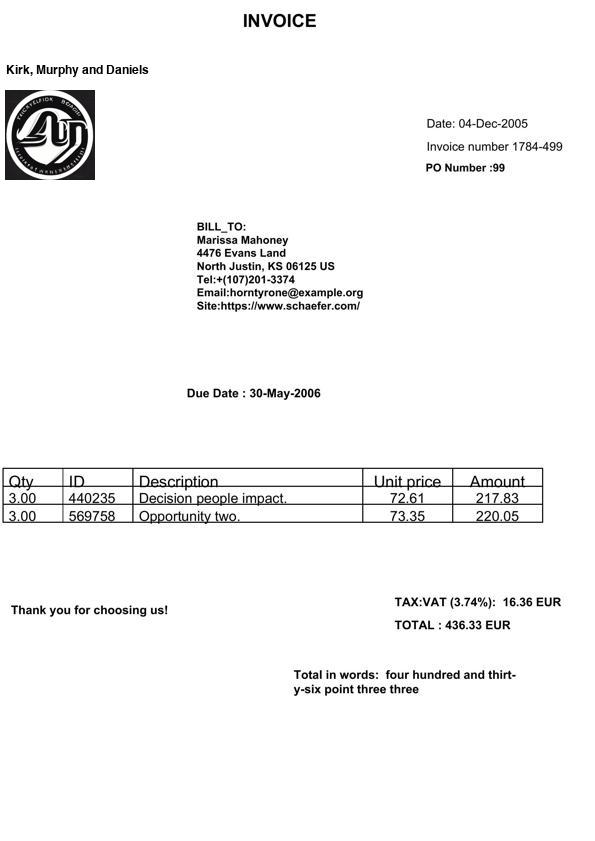 INVOICE
Kirk, Murphy and Daniels
Date: 04-Dec-2005
Invoice number 1784-499
PO Number :99
BILL_TO:
Marissa Mahoney
4476 Evans Land
North Justin, KS 06125 US
Tel:+(107)201-3374
Email:horntyrone@example.org
Site:https://www.schaefer.com/
Due Date : 30-May-2006
Qty ID Description Unit price Amount
3.00 440235 Decision people impact. 72.61 217.83
3.00 569758 Opportunity two. 73.35 220.05
TAX:VAT (3.74%): 16.36 EUR
Thank you for choosing us!
TOTAL : 436.33 EUR
Total in words: four hundred and thirt-
y-six point three three